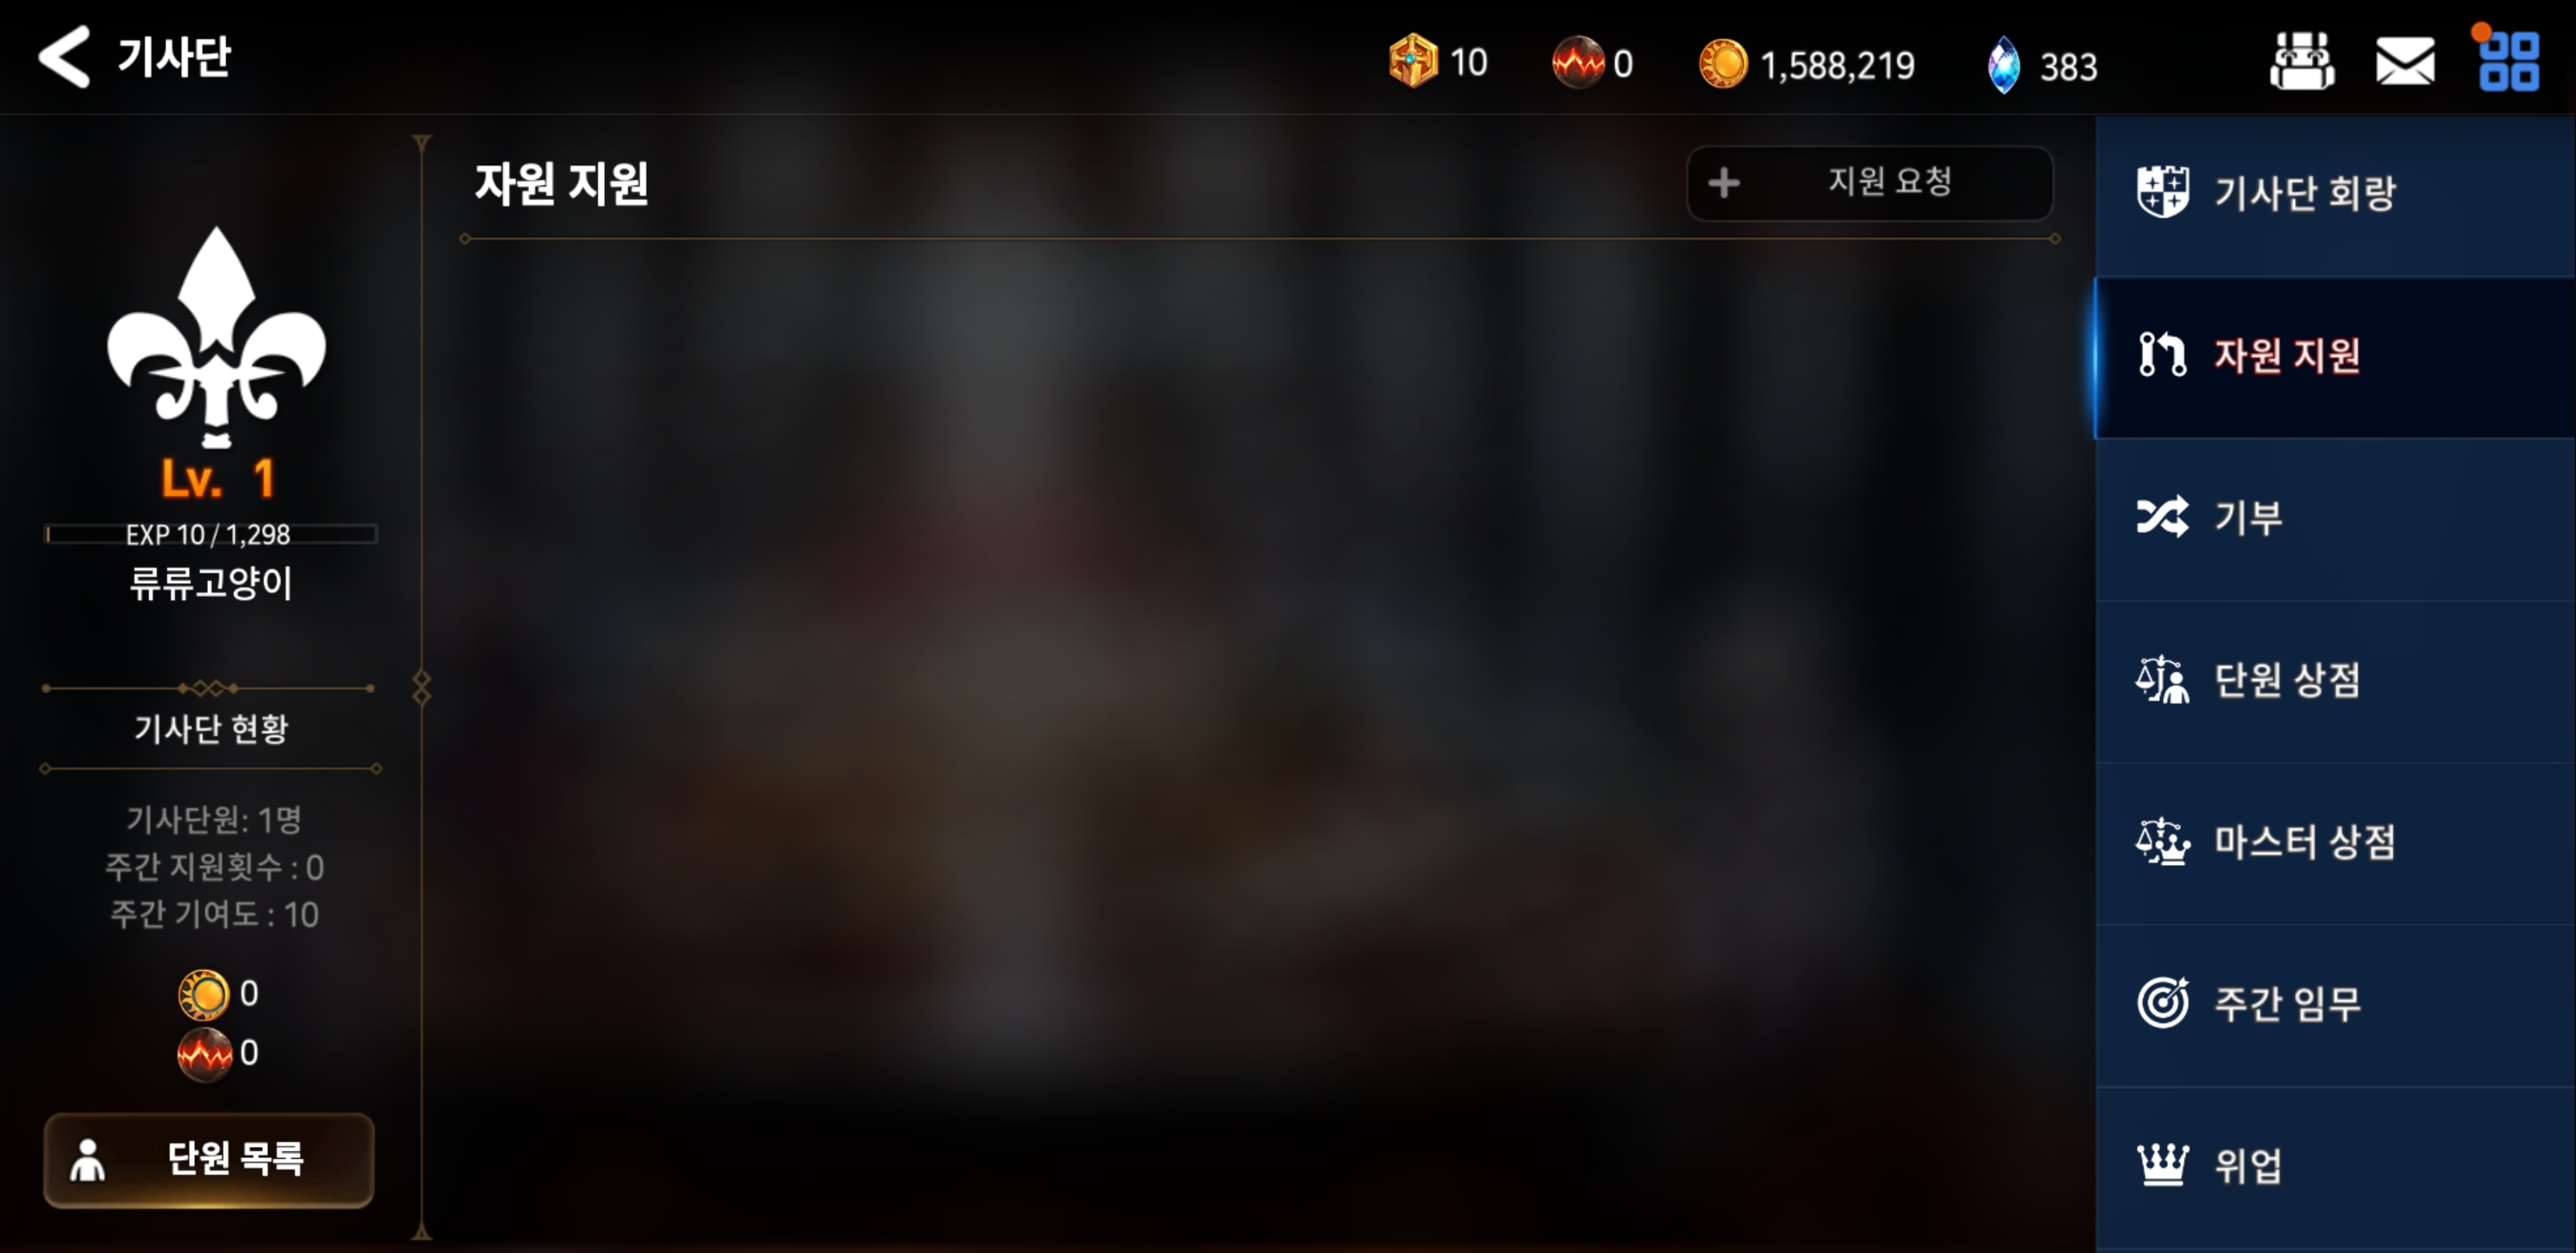 기사단
10
0
1,588,219
383
자원 지원
지원 요청
Lv. 1
EXP 10 / 1,298
류류고양이
기사단 현황
기사단원: 1명
주간 지원횟수 : 0
주간 기여도 : 10
0
0
단원 목록
기사단 회랑
자원 지원
기부
단원 상점
마스터 상점
주간 임무
위업